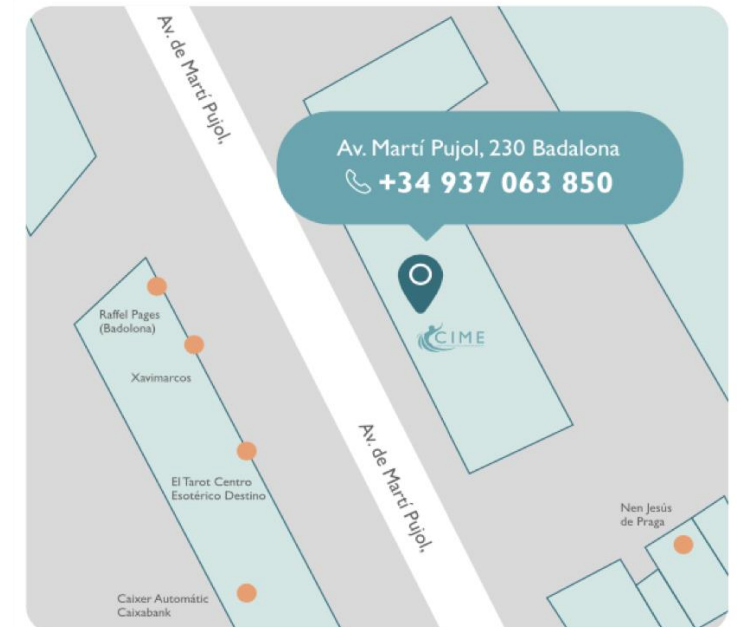 Av. de Martí Pujol,
Av. Martí Pujol, 230 Badalona
+34 937 063 850
Raffel Pages
(Badolona)
CIME
Xavimarcos
Av. de Martí Pujol,
El Tarot Centro
Esotérico Destino
Nen Jesús
de Praga
Caixer Automátic
Caixabank